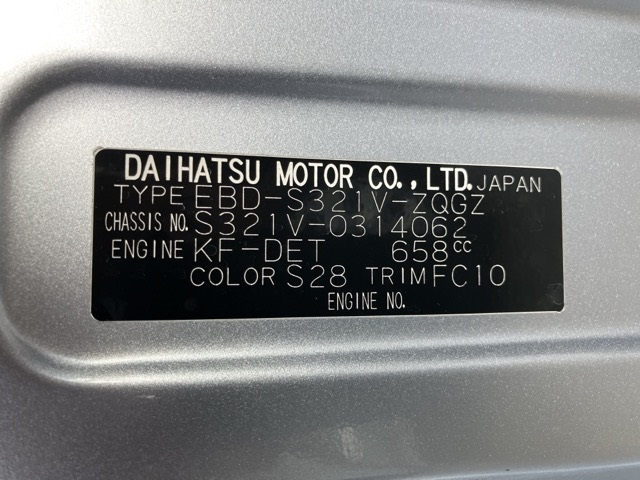 DAIHATSU MOTOR CO.,LTD. JAPAN
TYPE EBD-S321V-ZQGZ
CHASSIS NO. S321V-0314062
ENGINE KF-DET 658cc
COLOR S28 TRIM FC10
ENGINE NO.